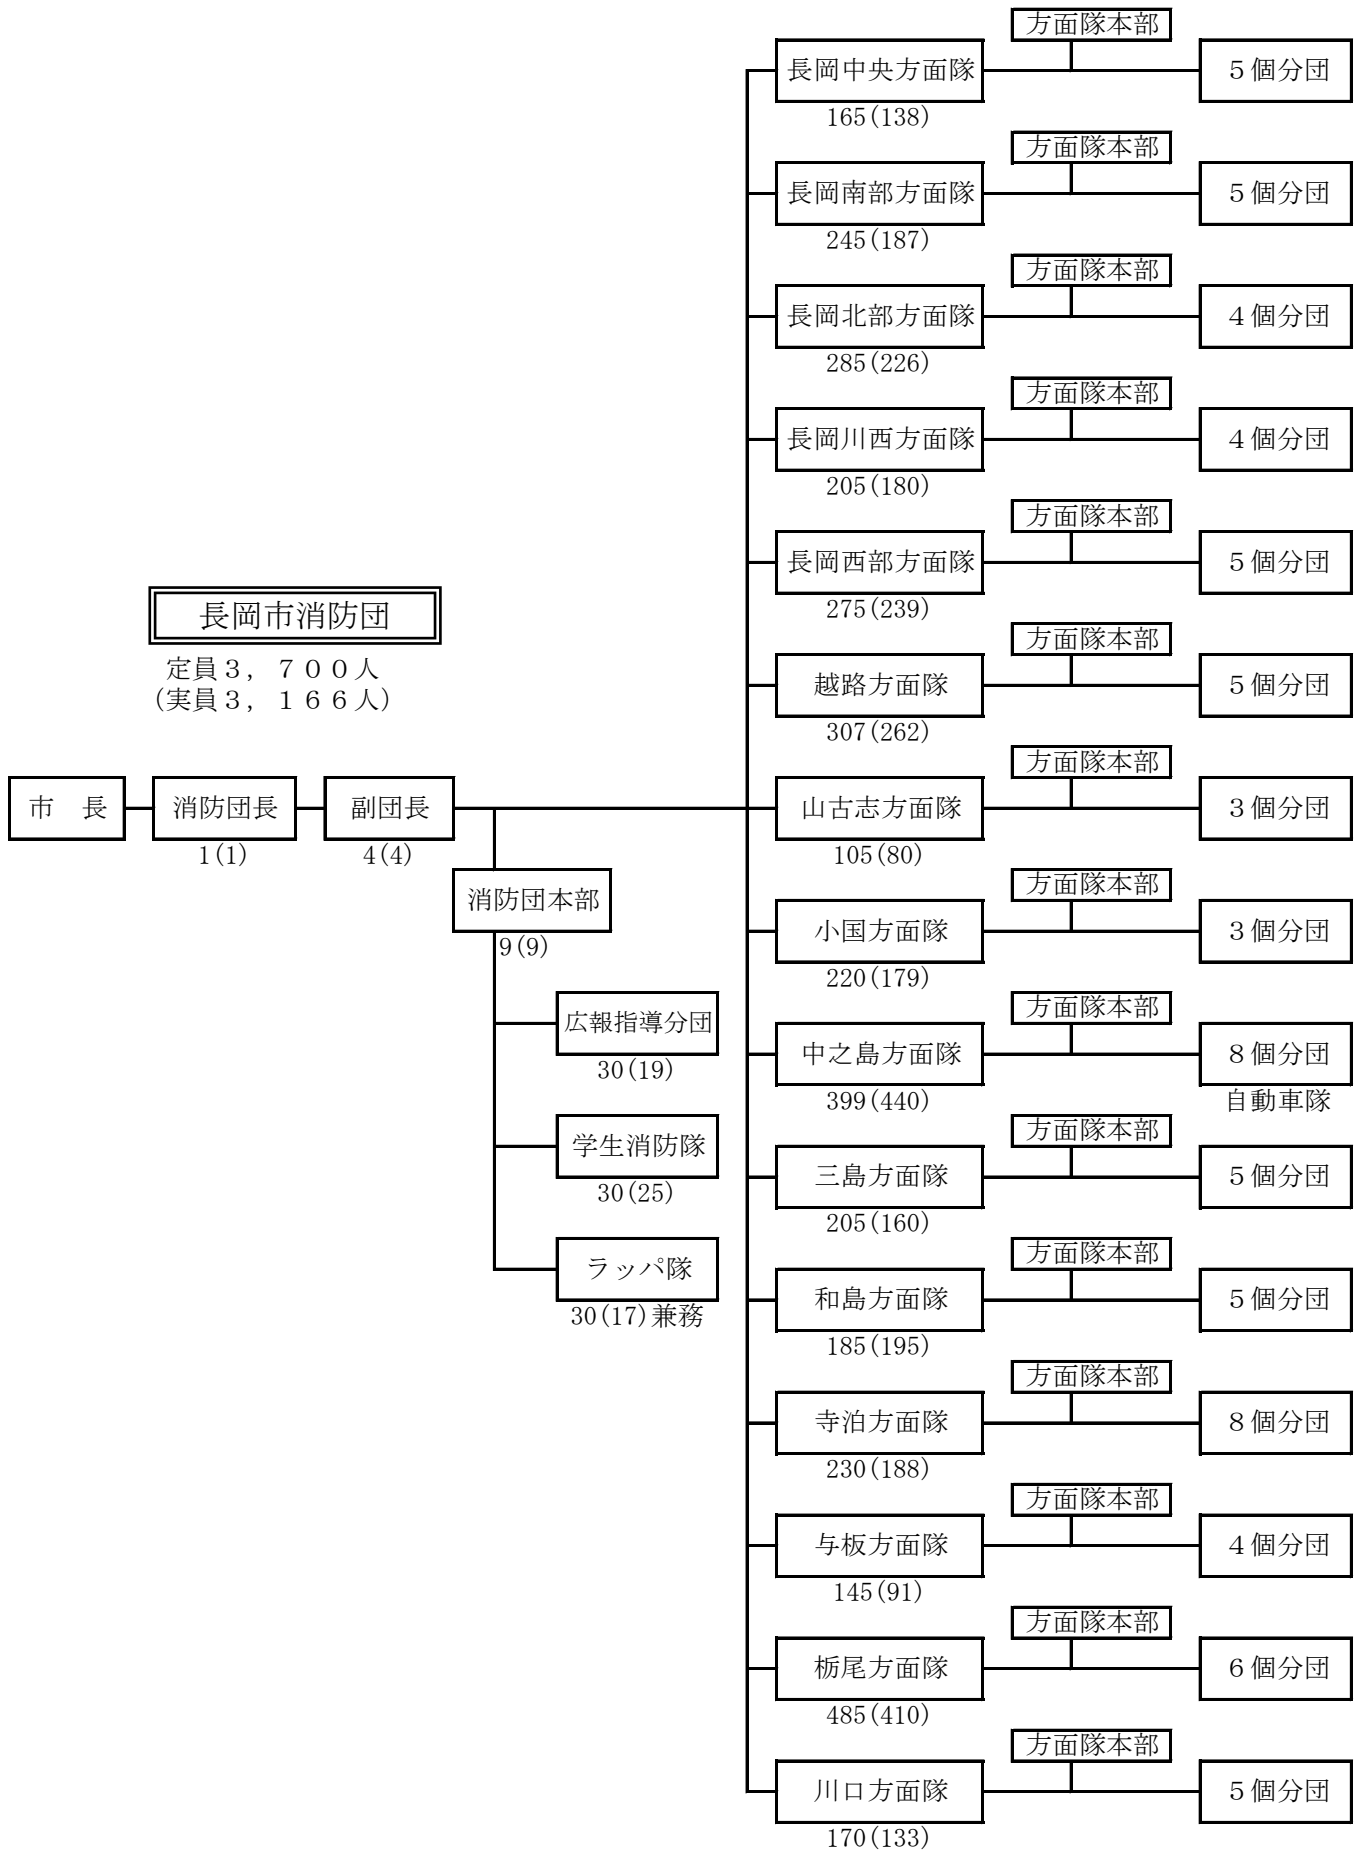 長岡市消防団
定員３，７００人
(実員３，１６６人)
市　長
消防団長
1(1)
副団長
4(4)
消防団本部
9(9)
広報指導分団
30(19)
学生消防隊
30(25)
ラッパ隊
30(17)兼務
方面隊本部
長岡中央方面隊
５個分団
165(138)
方面隊本部
長岡南部方面隊
５個分団
245(187)
方面隊本部
長岡北部方面隊
４個分団
285(226)
方面隊本部
長岡川西方面隊
４個分団
205(180)
方面隊本部
長岡西部方面隊
５個分団
275(239)
方面隊本部
越路方面隊
５個分団
307(262)
方面隊本部
山古志方面隊
３個分団
105(80)
方面隊本部
小国方面隊
３個分団
220(179)
方面隊本部
中之島方面隊
８個分団
399(440)
自動車隊
方面隊本部
三島方面隊
５個分団
205(160)
方面隊本部
和島方面隊
５個分団
185(195)
方面隊本部
寺泊方面隊
８個分団
230(188)
方面隊本部
与板方面隊
４個分団
145(91)
方面隊本部
栃尾方面隊
６個分団
485(410)
方面隊本部
川口方面隊
５個分団
170(133)